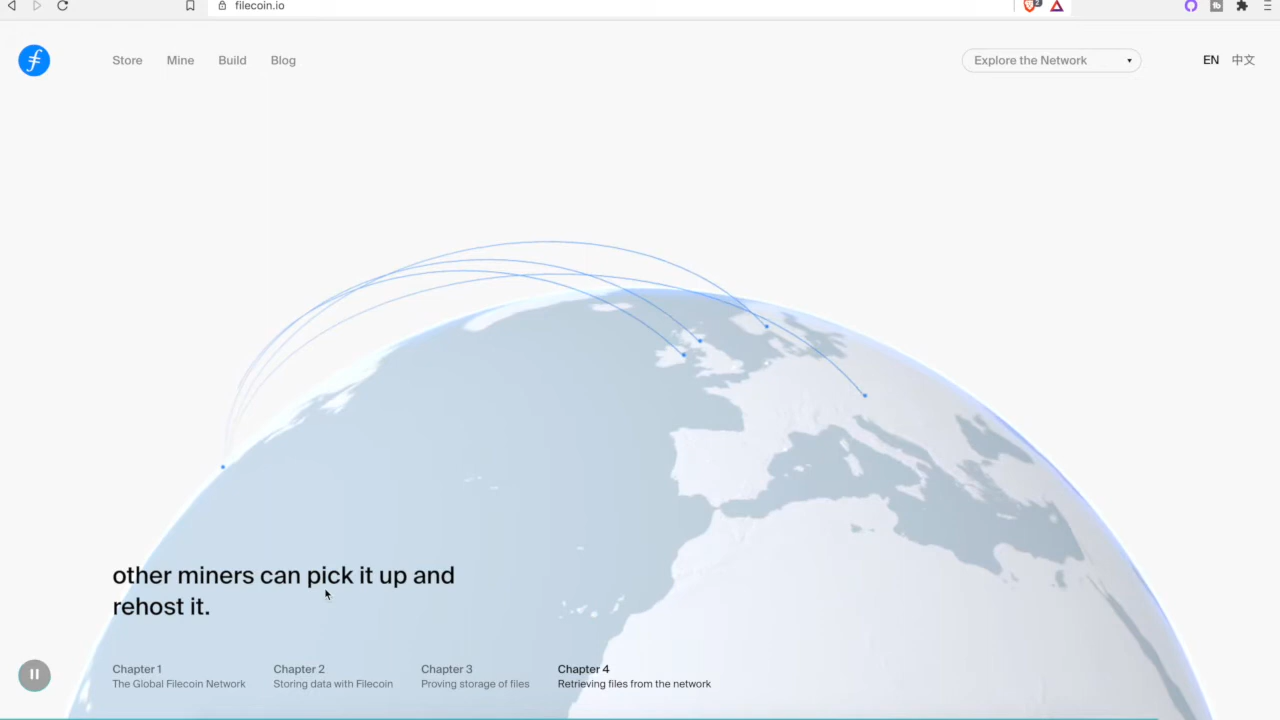 filecoin.io
Store Mine Build Blog
Explore the Network
EN 中文
other miners can pick it up and
rehost it.
Chapter 1
The Global Filecoin Network
Chapter 2
Storing data with Filecoin
Chapter 3
Proving storage of files
Chapter 4
Retrieving files from the network